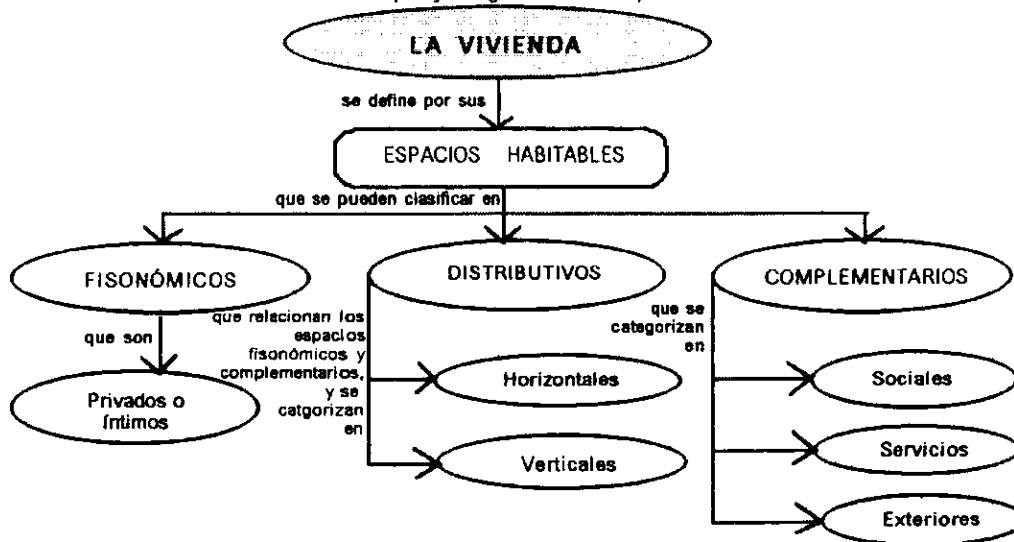 LA VIVIENDA
se define por sus
ESPACIOS HABITABLES
que se pueden clasificar en
FISONÓMICOS
DISTRIBUTIVOS
COMPLEMENTARIOS
que son
Privados o
íntimos
que relacionan los
espacios
fisonómicos y
complementarios,
y se
catgorizan
en
Horizontales
Verticales
que se
categorizan
en
Sociales
Servicios
Exteriores